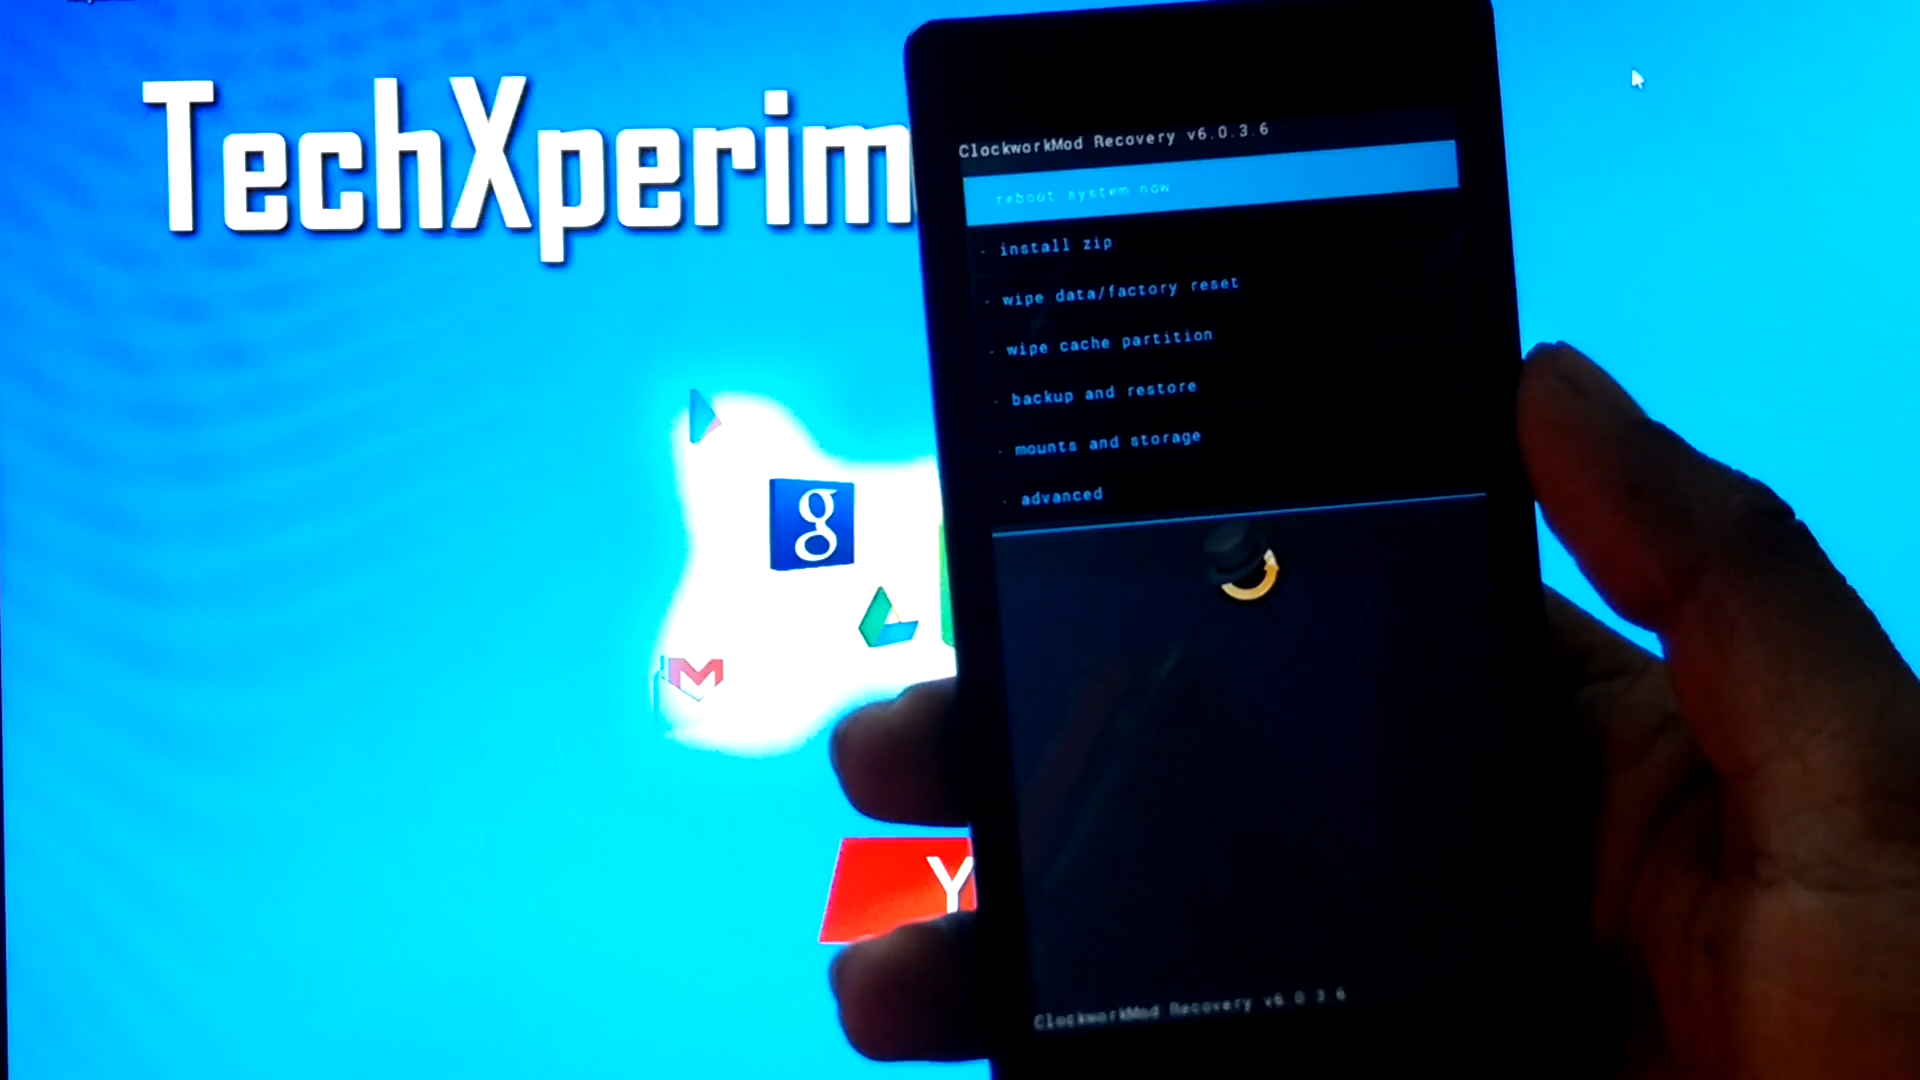 TechXperim
ClockworkMod Recovery v6.0.3.6
reboot system now
- install zip
- wipe data/factory reset
- wipe cache partition
- backup and restore
- mounts and storage
- advanced
g
M
Y
ClockworkMod Recovery v6.0.3.6